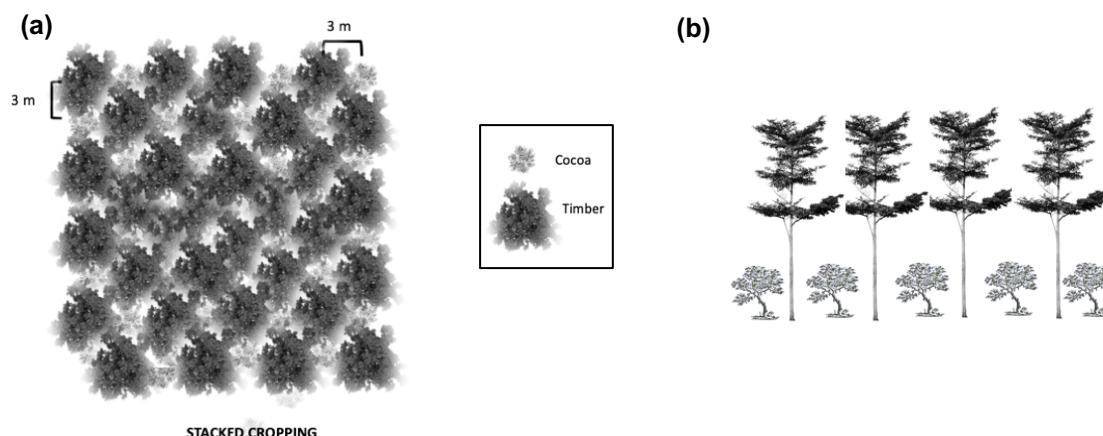 (a)
3 m
(b)
3 m
Cocoa
Timber
STACKED CROPPING